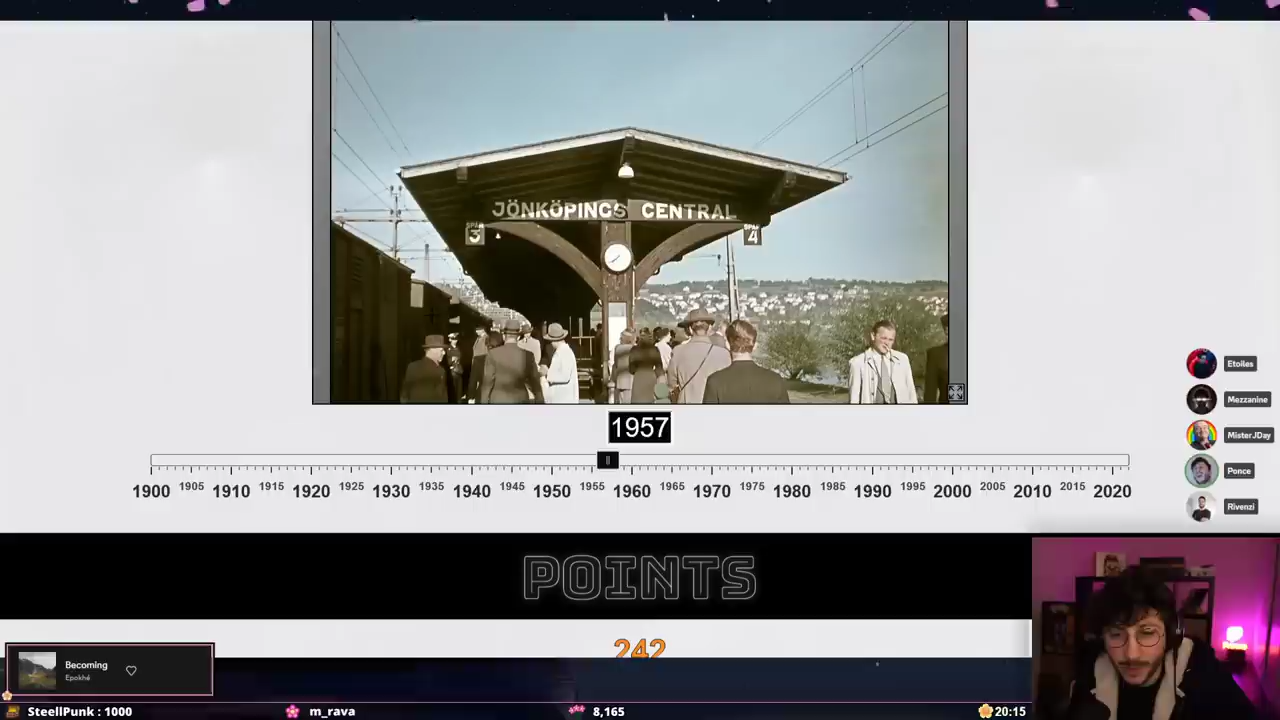 JÖNKÖPINGS CENTRAL
SPÅR 3
SPÅR 4
1957
1900 1905 1910 1915 1920 1925 1930 1935 1940 1945 1950 1955 1960 1965 1970 1975 1980 1985 1990 1995 2000 2005 2010 2015 2020
Etoiles
Mezzanine
MisterJDay
Ponce
Rivenzi
POINTS
242
Becoming
Epokhé
SteellPunk : 1000
m_rava
8,165
20:15